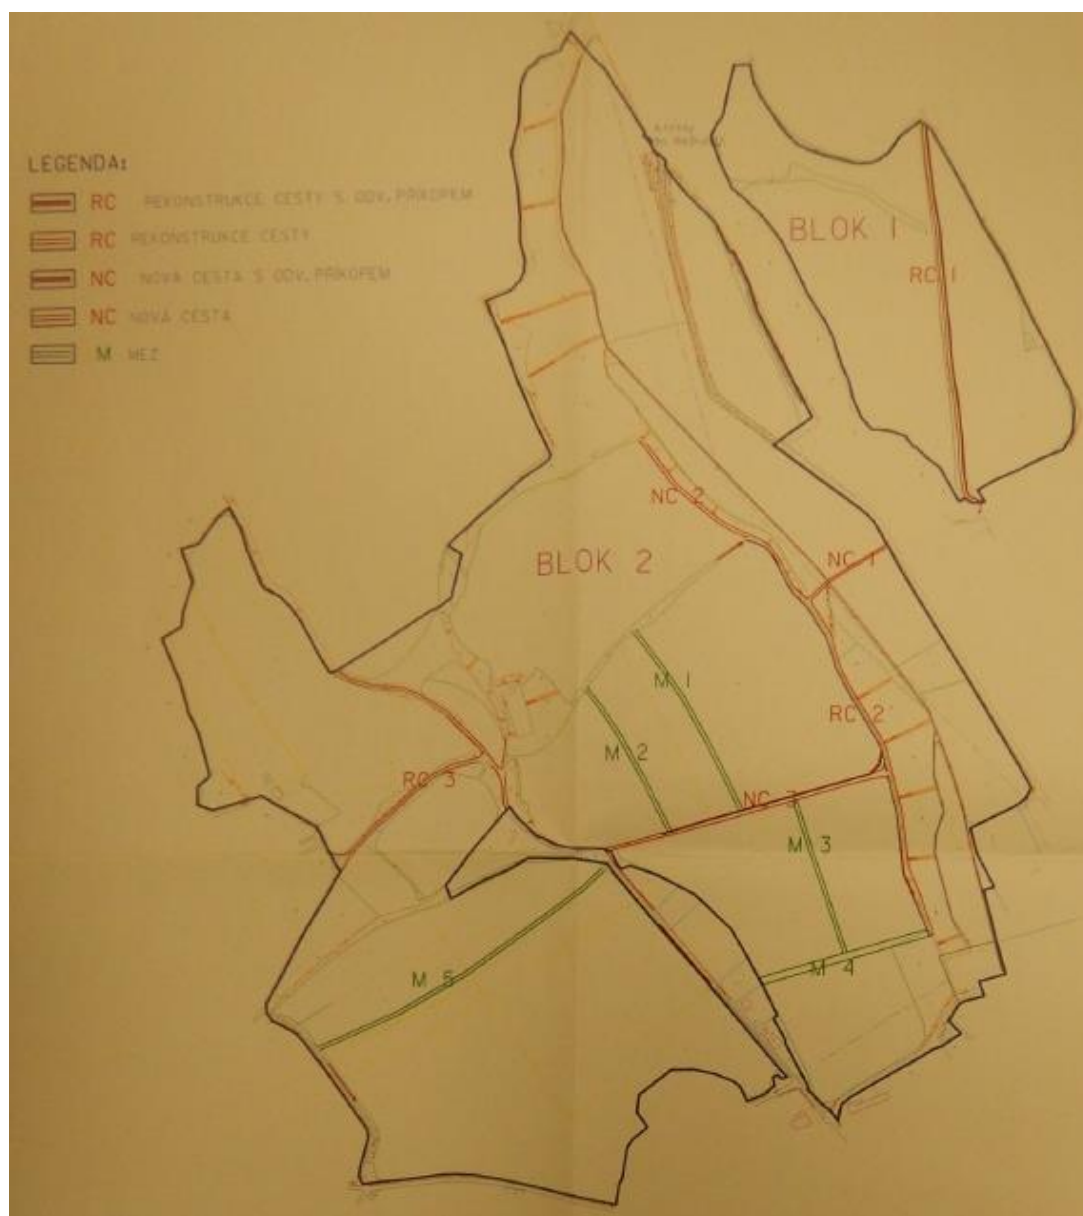 LEGENDA:
RC REKONSTRUKCE CESTY S ODV. PŘÍKOPEM
RC REKONSTRUKCE CESTY
NC NOVÁ CESTA S ODV. PŘÍKOPEM
NC NOVÁ CESTA
M MEZ
BLOK 1
RC 1
NC 2
BLOK 2
NC 1
M 1
RC 2
M 2
RC 3
NC 3
M 3
M 4
M 5